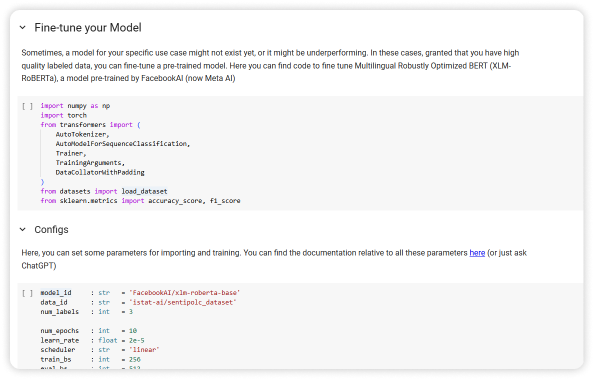 Fine-tune your Model
Sometimes, a model for your specific use case might not exist yet, or it might be underperforming. In these cases, granted that you have high
quality labeled data, you can fine-tune a pre-trained model. Here you can find code to fine tune Multilingual Robustly Optimized BERT (XLM-
RoBERTa), a model pre-trained by FacebookAI (now Meta AI)
[ ] import numpy as np
import torch
from transformers import (
    AutoTokenizer,
    AutoModelForSequenceClassification,
    Trainer,
    TrainingArguments,
    DataCollatorWithPadding
)
from datasets import load_dataset
from sklearn.metrics import accuracy_score, f1_score
Configs
Here, you can set some parameters for importing and training. You can find the documentation relative to all these parameters here (or just ask
ChatGPT)
[ ] model_id : str = 'FacebookAI/xlm-roberta-base'
data_id : str = 'istat-ai/sentipolc_dataset'
num_labels : int = 3
num_epochs : int = 10
learn_rate : float = 2e-5
scheduler : str = 'linear'
train_bs : int = 256
eval_bs : int = 512